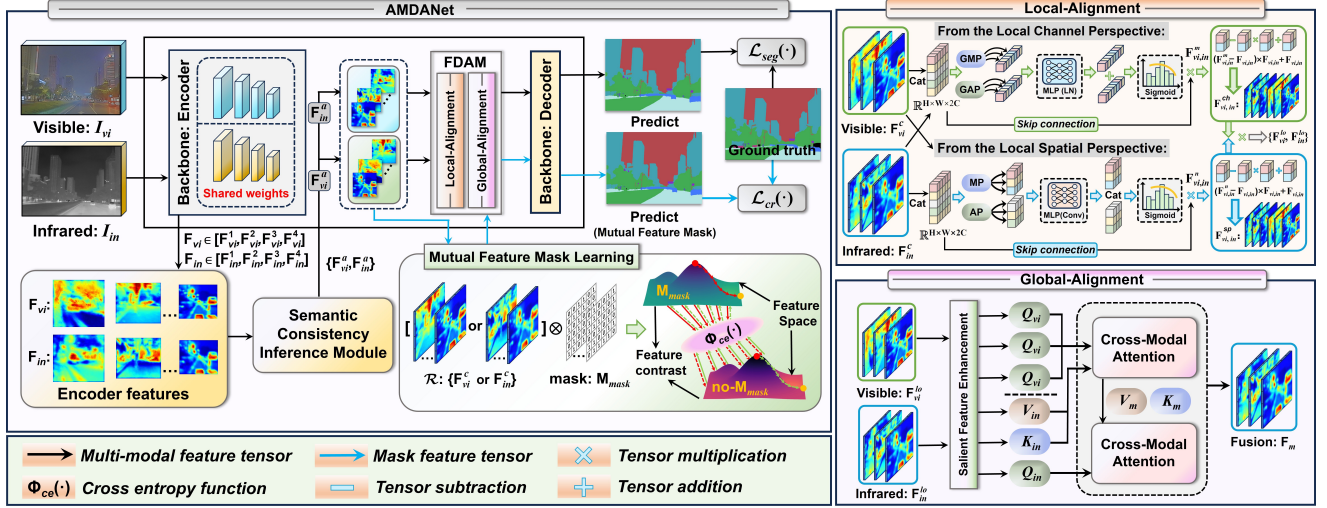 AMDANet
Visible: I_vi
Infrared: I_in
Backbone: Encoder
Shared weights
F^a_in
F^a_vi
FDAM
Local-Alignment
Global-Alignment
Backbone: Decoder
Predict
Predict
(Mutual Feature Mask)
L_seg(·)
Ground truth
L_cr(·)
F_vi ∈ [F^1_vi, F^2_vi, F^3_vi, F^4_vi]
F_in ∈ [F^1_in, F^2_in, F^3_in, F^4_in]
{F^a_vi, F^a_in}
F_vi:
F_in:
...
...
Encoder features
Semantic
Consistency
Inference Module
Mutual Feature Mask Learning
[ or ] ⊗
... ... ...
R: {F^c_vi or F^c_in}
mask: M_mask
M_mask
Φ_ce(·)
no-M_mask
Feature
contrast
Feature
Space
Multi-modal feature tensor
Mask feature tensor
Tensor multiplication
Φ_ce(·) Cross entropy function
Tensor subtraction
Tensor addition
Local-Alignment
From the Local Channel Perspective:
Visible: F^c_vi
Cat
ℝ^H×W×2C
GMP
GAP
MLP (LN)
Sigmoid
F^m_vi,in
Skip connection
(F^m_vi,in F_vi,in)×F_vi,in+F_vi,in
F^ch_vi,in:
{F^lo_vi, F^lo_in}
From the Local Spatial Perspective:
Infrared: F^c_in
Cat
ℝ^H×W×2C
MP
AP
MLP(Conv)
Cat
Sigmoid
F^n_vi,in
Skip connection
(F^n_vi,in F_vi,in)×F_vi,in+F_vi,in
F^sp_vi,in:
Global-Alignment
Visible: F^lo_vi
Infrared: F^lo_in
Salient Feature Enhancement
Q_vi
Q_vi
Q_vi
V_in
K_in
Q_in
Cross-Modal
Attention
V_m
K_m
Cross-Modal
Attention
Fusion: F_m